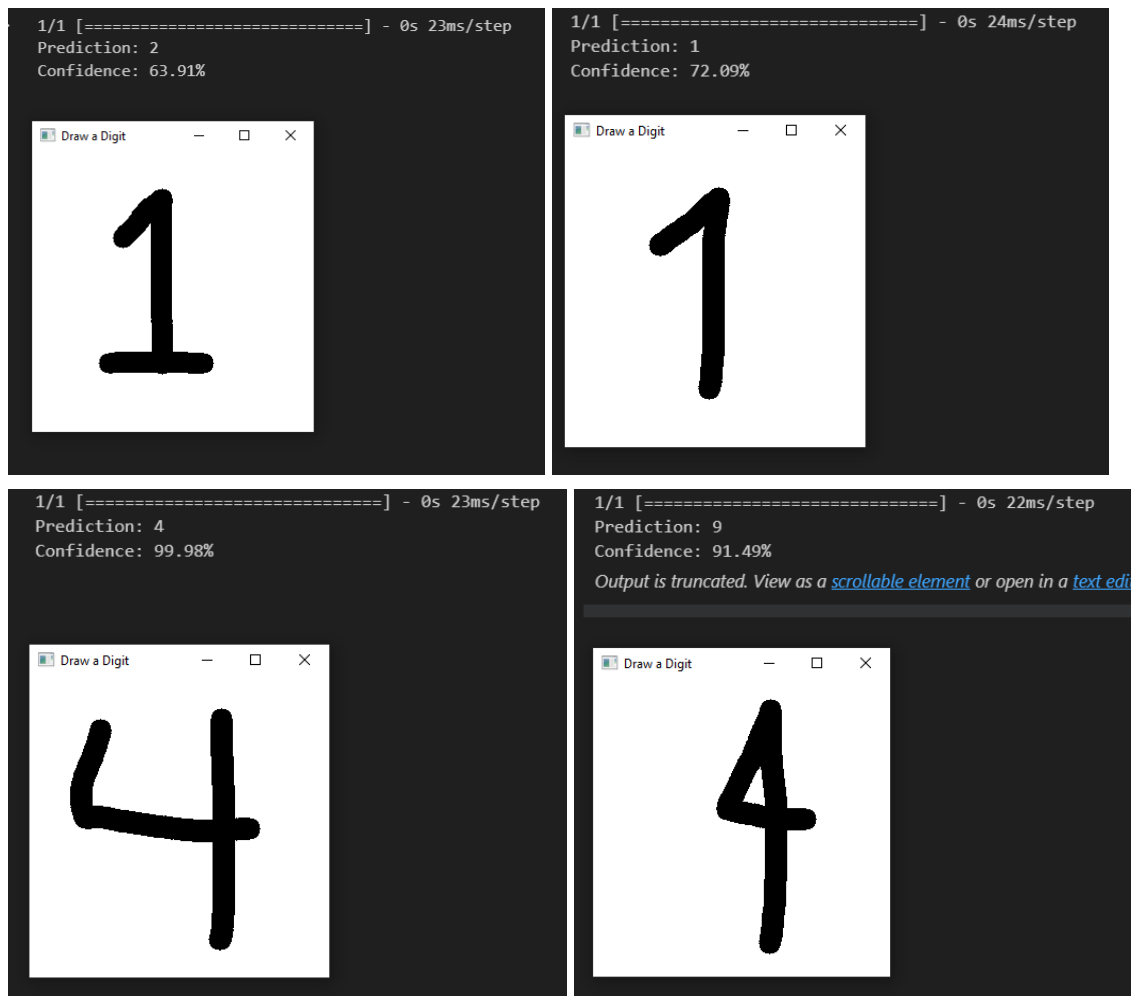 1/1 [==============================] - 0s 23ms/step
Prediction: 2
Confidence: 63.91%
Draw a Digit
1
1/1 [==============================] - 0s 24ms/step
Prediction: 1
Confidence: 72.09%
Draw a Digit
1
1/1 [==============================] - 0s 23ms/step
Prediction: 4
Confidence: 99.98%
Draw a Digit
4
1/1 [==============================] - 0s 22ms/step
Prediction: 9
Confidence: 91.49%
Output is truncated. View as a scrollable element or open in a text edi
Draw a Digit
4